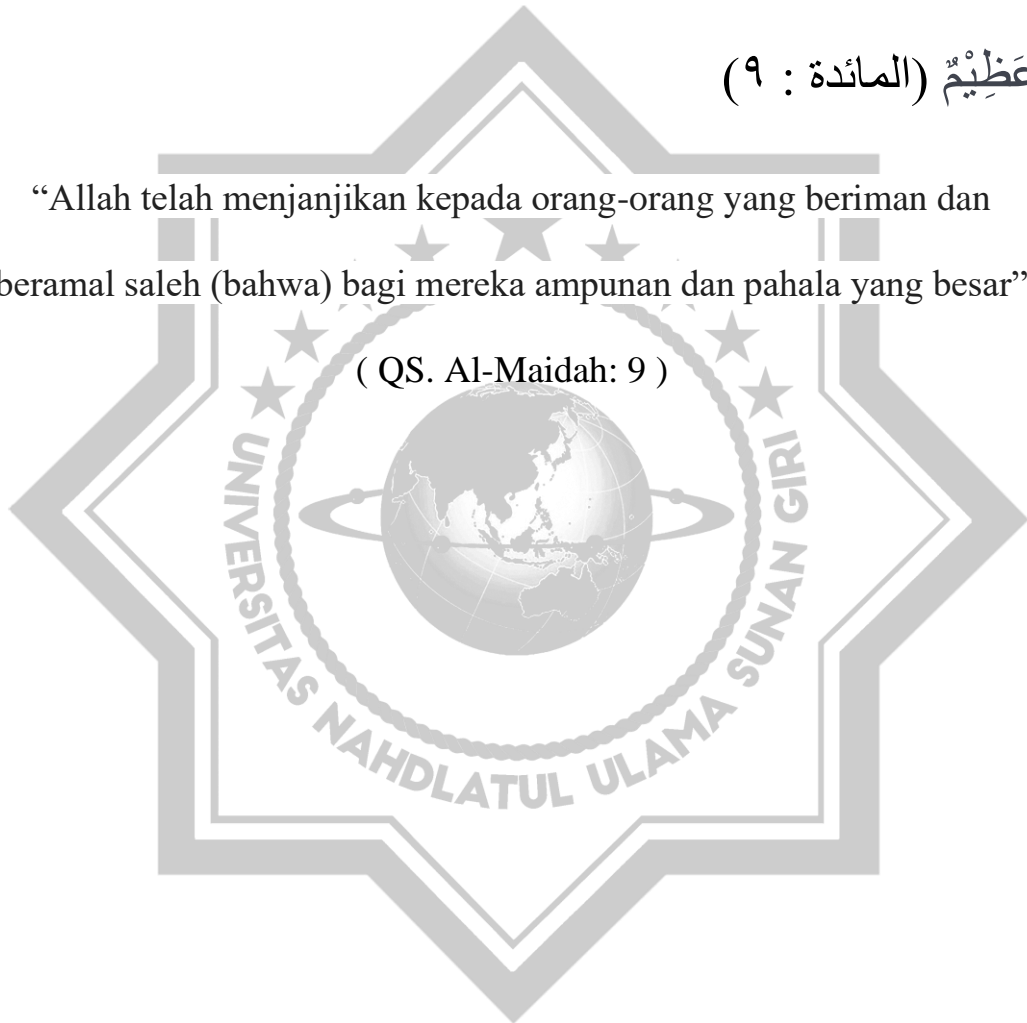 عَظِيْمٌ (المائدة : ٩)
“Allah telah menjanjikan kepada orang-orang yang beriman dan
beramal saleh (bahwa) bagi mereka ampunan dan pahala yang besar”
( QS. Al-Maidah: 9 )
UNIVERSITAS NAHDLATUL ULAMA SUNAN GIRI